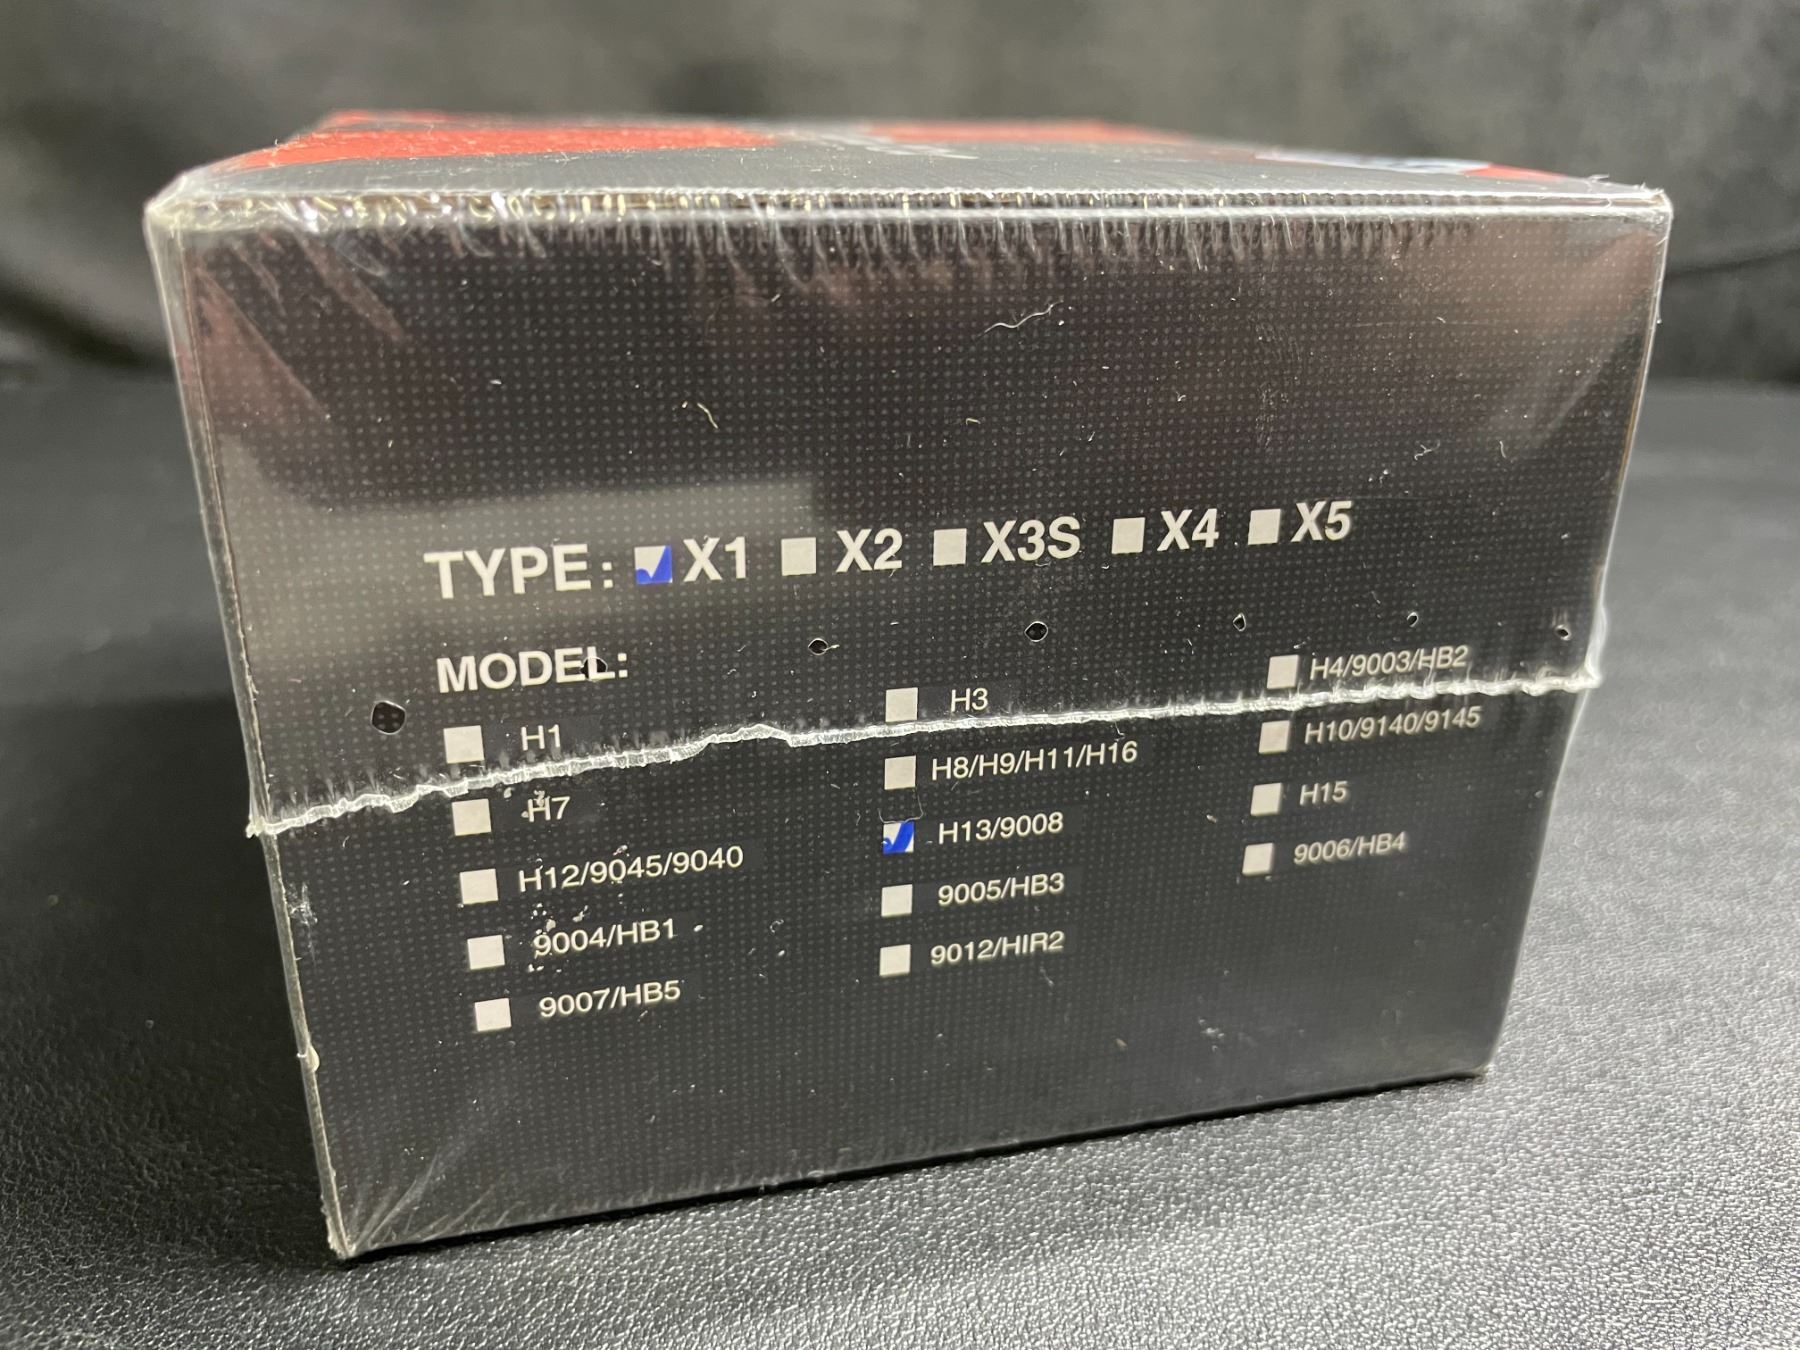 TYPE: X1 X2 X3S X4 X5
MODEL:
H1 H3 H4/9003/HB2
H7 H8/H9/H11/H16 H10/9140/9145
H12/9045/9040 H13/9008 H15
9004/HB1 9005/HB3 9006/HB4
9007/HB5 9012/HIR2